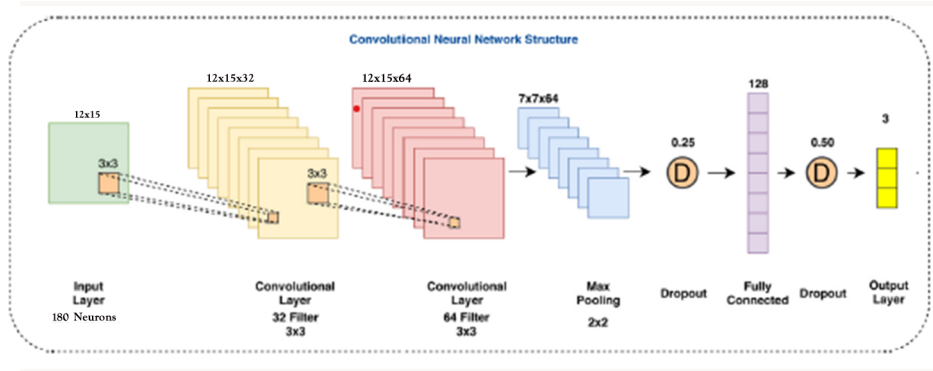 Convolutional Neural Network Structure
12x15x32
12x15x64
12x15
7x7x64
128
3
3x3
3x3
0.25
0.50
D
D
Input
Layer
180 Neurons
Convolutional
Layer
32 Filter
3x3
Convolutional
Layer
64 Filter
3x3
Max
Pooling
2x2
Dropout
Fully
Connected
Dropout
Output
Layer